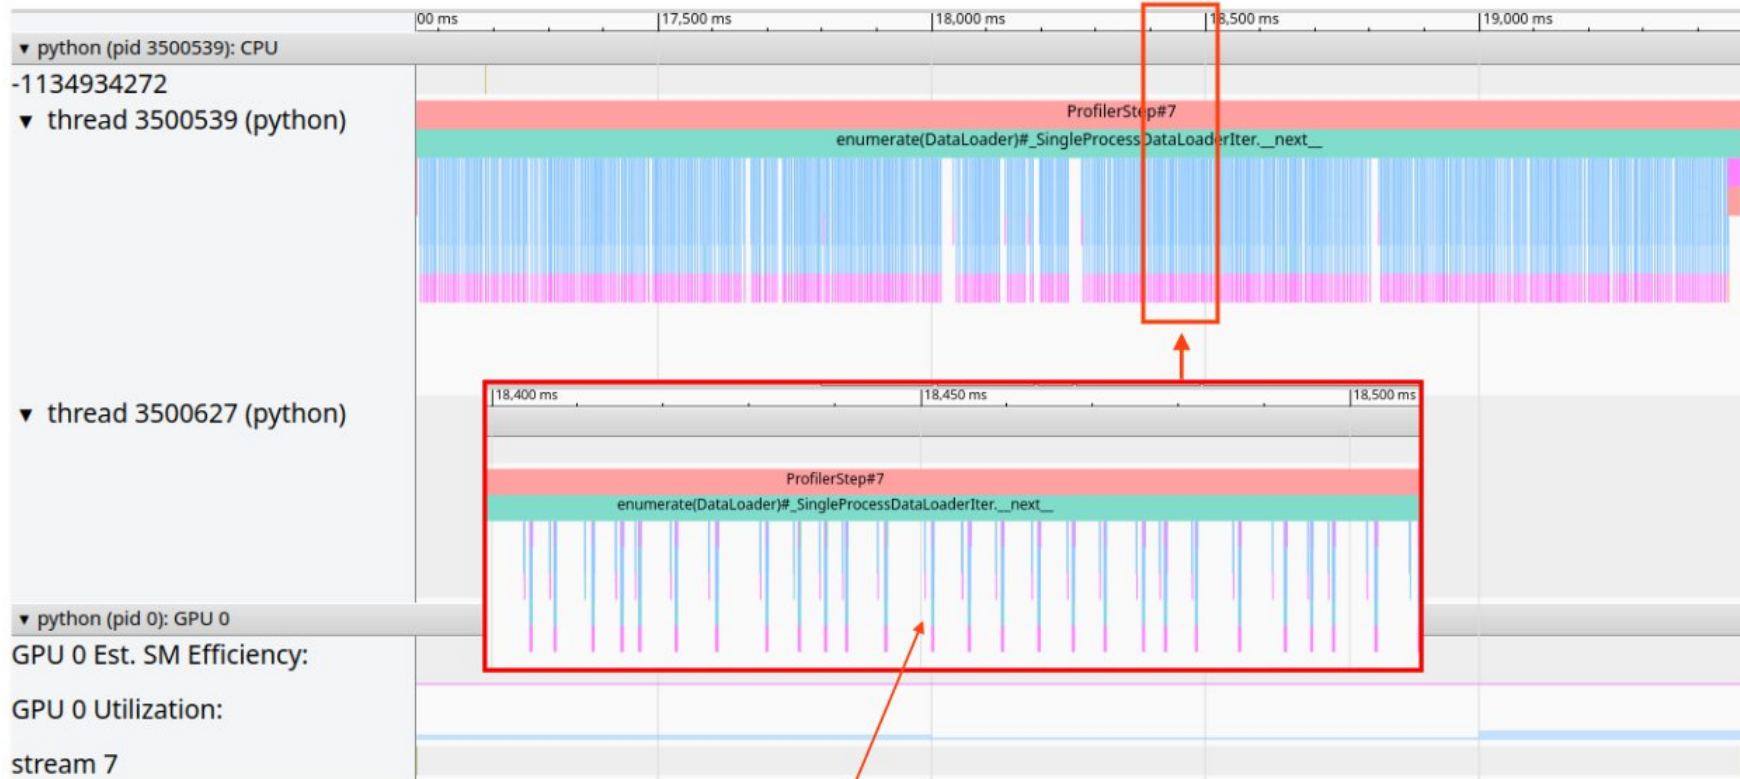 00 ms 17,500 ms 18,000 ms 18,500 ms 19,000 ms
▾ python (pid 3500539): CPU
-1134934272
▾ thread 3500539 (python)
ProfilerStep#7
enumerate(DataLoader)#_SingleProcessDataLoaderIter.__next__
▾ thread 3500627 (python)
18,400 ms 18,450 ms 18,500 ms
ProfilerStep#7
enumerate(DataLoader)#_SingleProcessDataLoaderIter.__next__
▾ python (pid 0): GPU 0
GPU 0 Est. SM Efficiency:
GPU 0 Utilization:
stream 7